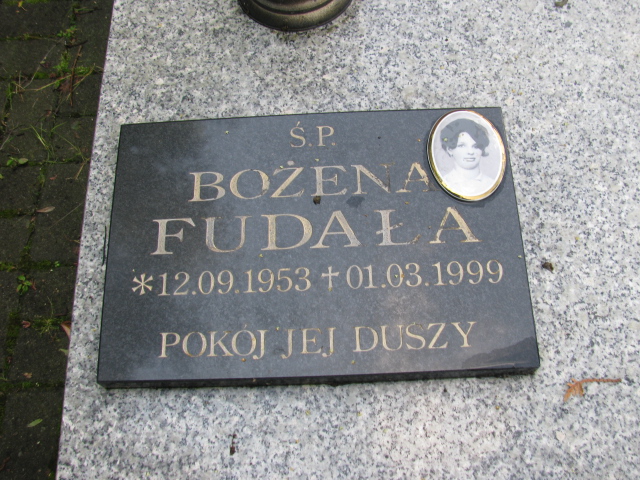 Ś.P.
BOŻENA
FUDAŁA
*12.09.1953 †01.03.1999
POKÓJ JEJ DUSZY